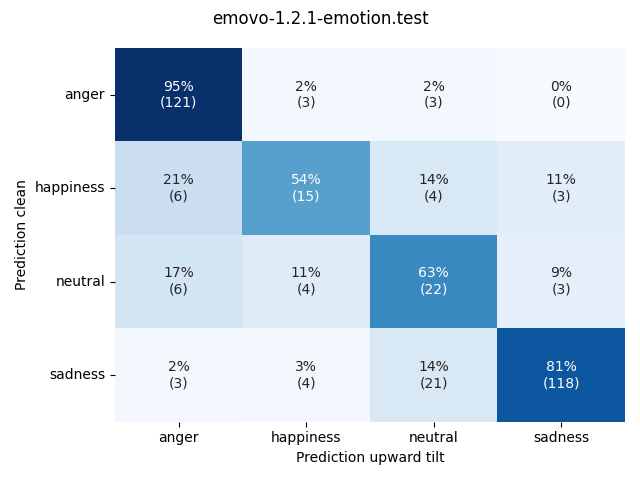 emovo-1.2.1-emotion.test
Prediction clean
anger
95%
(121)
2%
(3)
2%
(3)
0%
(0)
happiness
21%
(6)
54%
(15)
14%
(4)
11%
(3)
neutral
17%
(6)
11%
(4)
63%
(22)
9%
(3)
sadness
2%
(3)
3%
(4)
14%
(21)
81%
(118)
anger
happiness
neutral
sadness
Prediction upward tilt